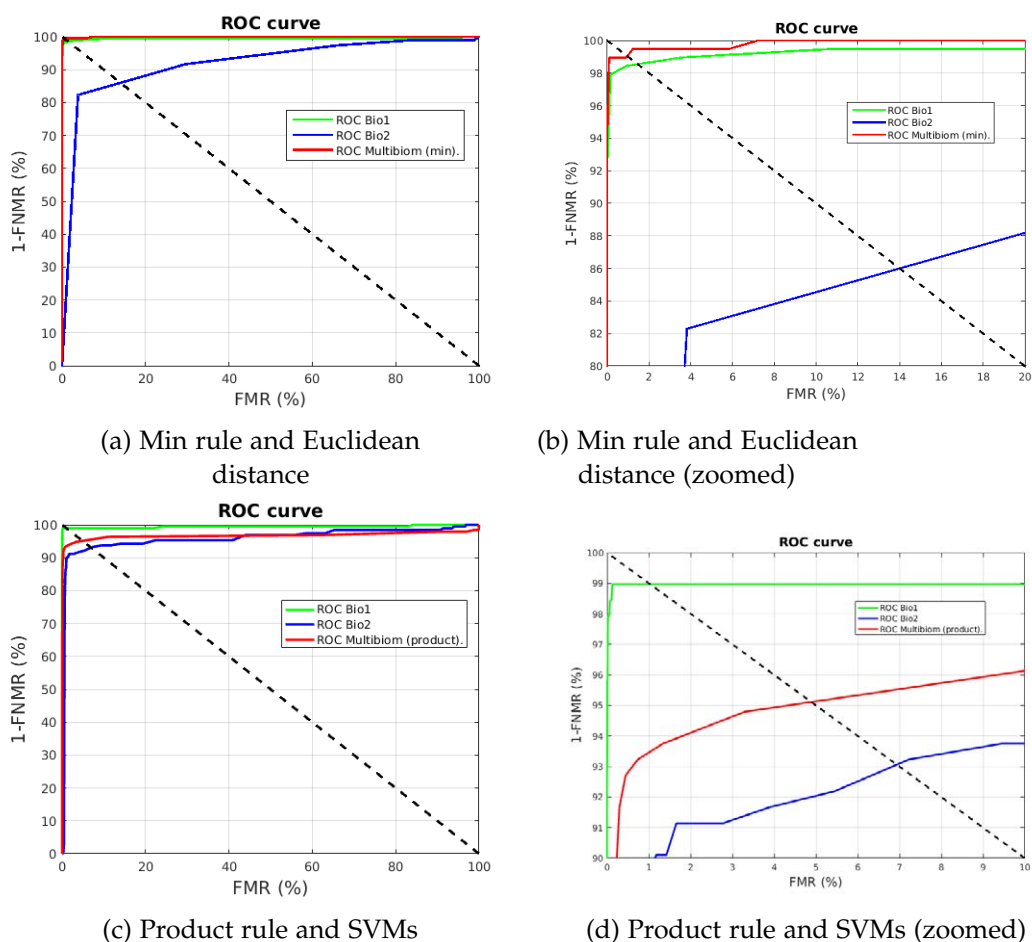 ROC curve
100
90
80
70
60
50
40
30
20
10
0
1-FNMR (%)
ROC Bio1
ROC Bio2
ROC Multibiom (min).
0 20 40 60 80 100
FMR (%)
(a) Min rule and Euclidean
distance
ROC curve
100
98
96
94
92
90
88
86
84
82
80
1-FNMR (%)
ROC Bio1
ROC Bio2
ROC Multibiom (min).
0 2 4 6 8 10 12 14 16 18 20
FMR (%)
(b) Min rule and Euclidean
distance (zoomed)
ROC curve
100
90
80
70
60
50
40
30
20
10
0
1-FNMR (%)
ROC Bio1
ROC Bio2
ROC Multibiom (product).
0 20 40 60 80 100
FMR (%)
(c) Product rule and SVMs
ROC curve
100
99
98
97
96
95
94
93
92
91
90
1-FNMR (%)
ROC Bio1
ROC Bio2
ROC Multibiom (product).
0 1 2 3 4 5 6 7 8 9 10
FMR (%)
(d) Product rule and SVMs (zoomed)